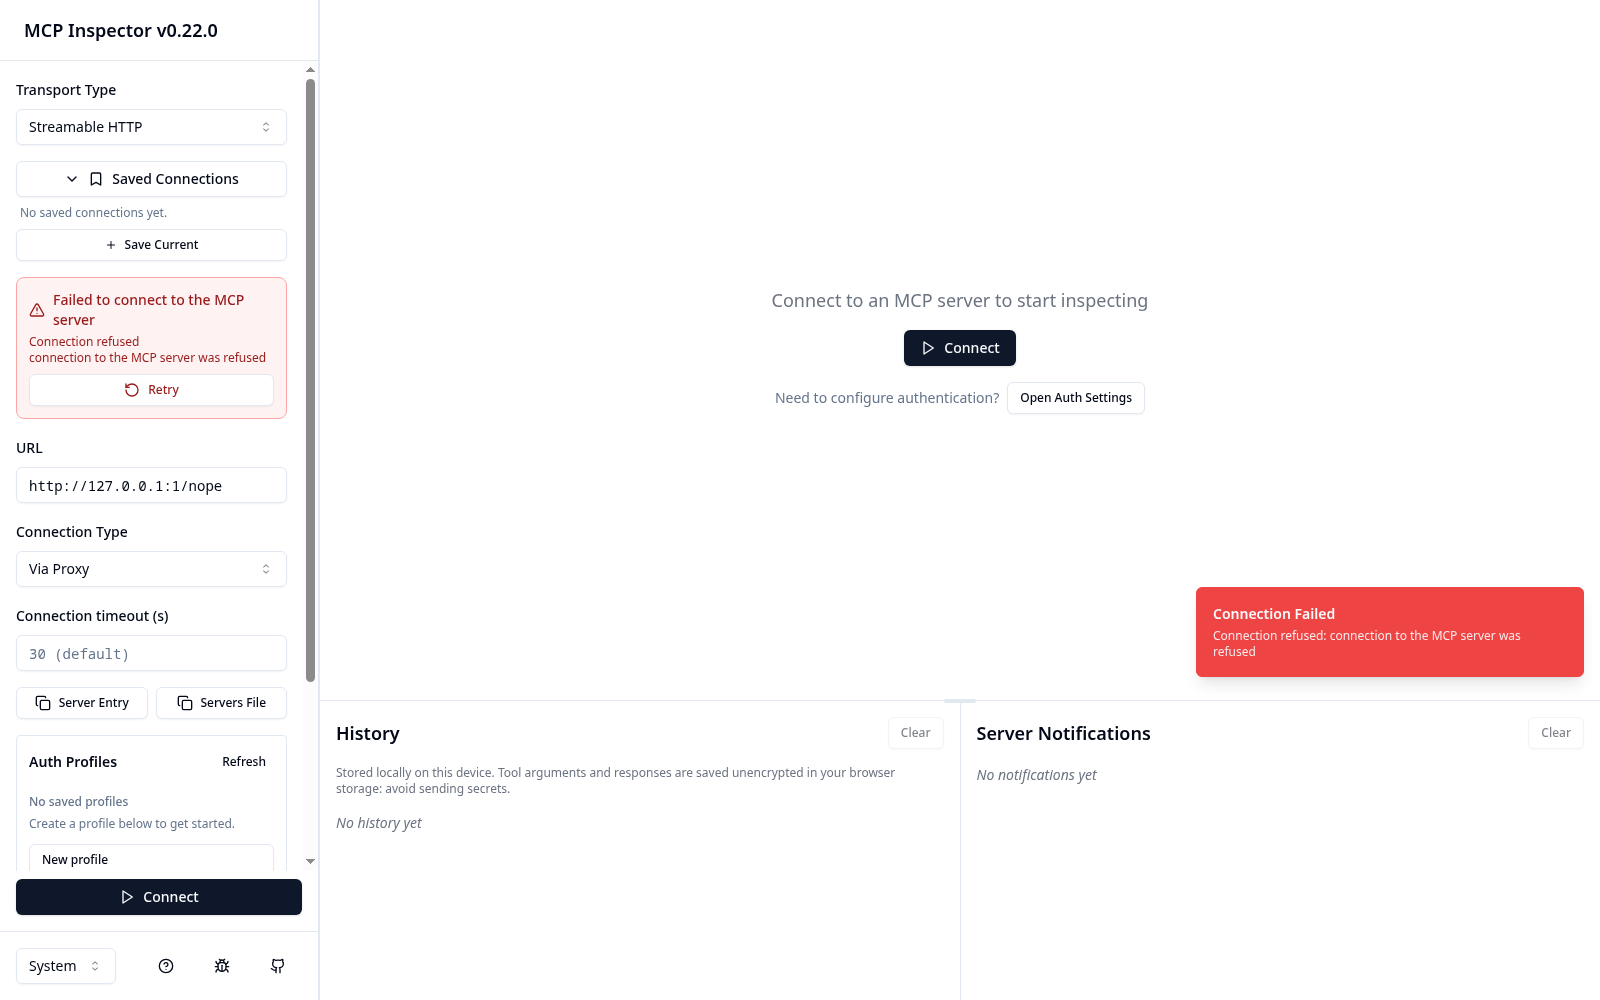 MCP Inspector v0.22.0
Transport Type
Streamable HTTP
Saved Connections
No saved connections yet.
Save Current
Failed to connect to the MCP
server
Connection refused
connection to the MCP server was refused
Retry
URL
http://127.0.0.1:1/nope
Connection Type
Via Proxy
Connection timeout (s)
30 (default)
Server Entry
Servers File
Auth Profiles
Refresh
No saved profiles
Create a profile below to get started.
New profile
Connect
System
Connect to an MCP server to start inspecting
Connect
Need to configure authentication?
Open Auth Settings
Connection Failed
Connection refused: connection to the MCP server was
refused
History
Clear
Stored locally on this device. Tool arguments and responses are saved unencrypted in your browser
storage: avoid sending secrets.
No history yet
Server Notifications
Clear
No notifications yet